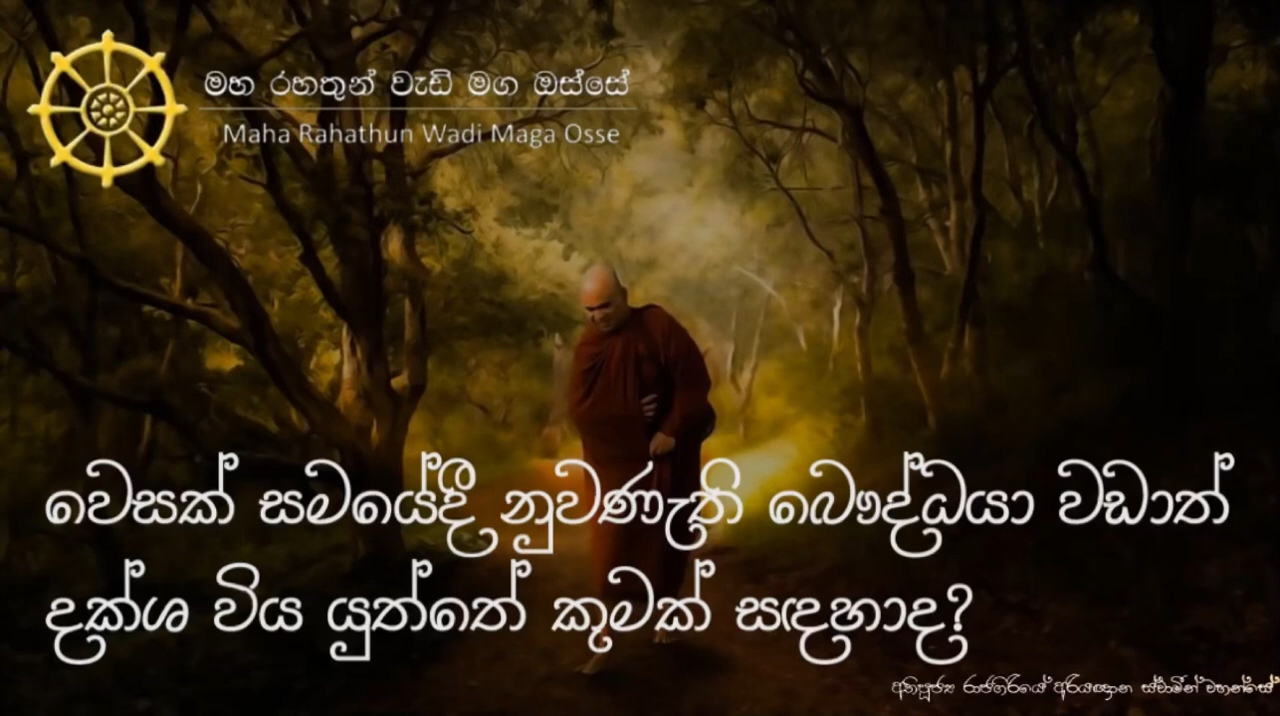 මහ රහතුන් වැඩි මග ඔස්සේ
Maha Rahathun Wadi Maga Osse
වෙසක් සමයේදී නුවණැති බෞද්ධයා වඩාත්
දක්ශ විය යුත්තේ කුමක් සඳහාද?
අතිපූජ්‍ය රාජගිරියේ අරියඤාන ස්වාමීන් වහන්සේ